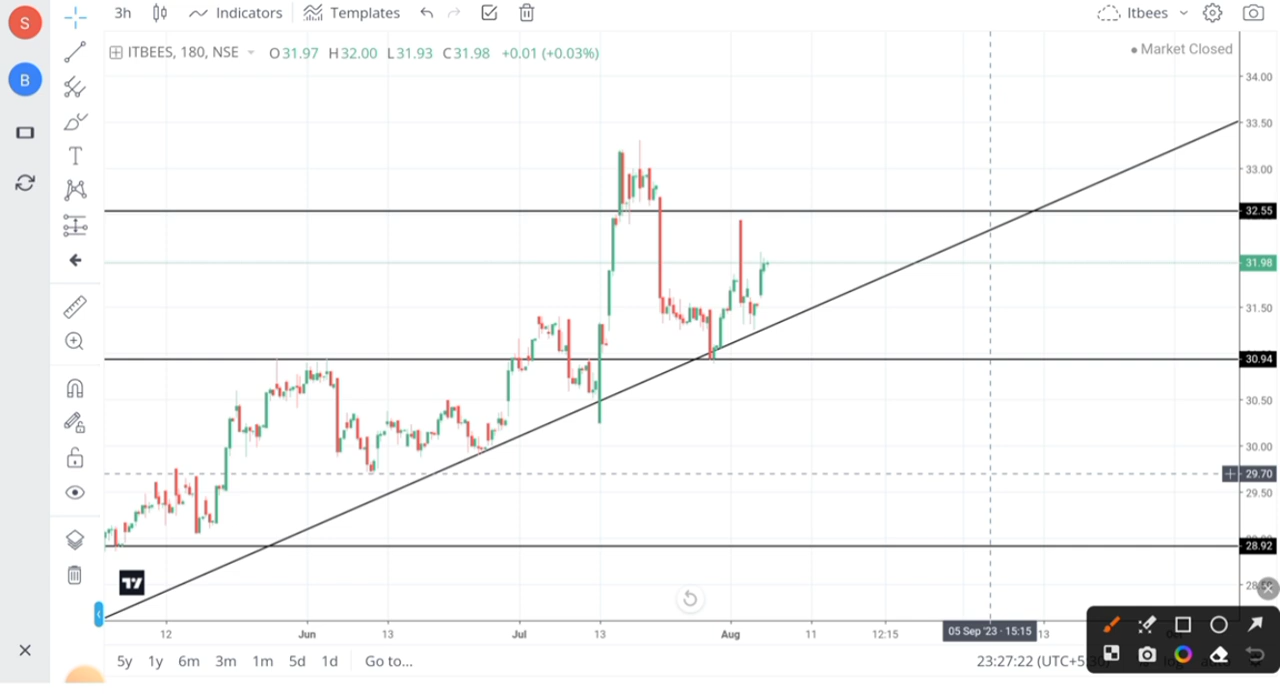 S
B
3h Indicators Templates Itbees
ITBEES, 180, NSE O31.97 H32.00 L31.93 C31.98 +0.01 (+0.03%)
Market Closed
34.00
33.50
33.00
32.55
31.98
31.50
30.94
30.50
30.00
29.70
29.50
28.92
12 Jun 13 Jul 13 Aug 11 12:15 05 Sep '23 - 15:15 13
5y 1y 6m 3m 1m 5d 1d Go to...
23:27:22 (UTC+5:30)